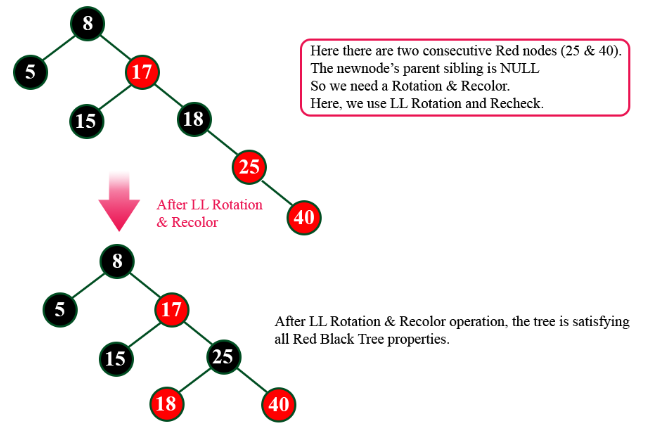 8
Here there are two consecutive Red nodes (25 & 40).
The newnode's parent sibling is NULL
So we need a Rotation & Recolor.
Here, we use LL Rotation and Recheck.
5
17
15
18
25
40
After LL Rotation
& Recolor
8
5
17
After LL Rotation & Recolor operation, the tree is satisfying
all Red Black Tree properties.
15
25
18
40